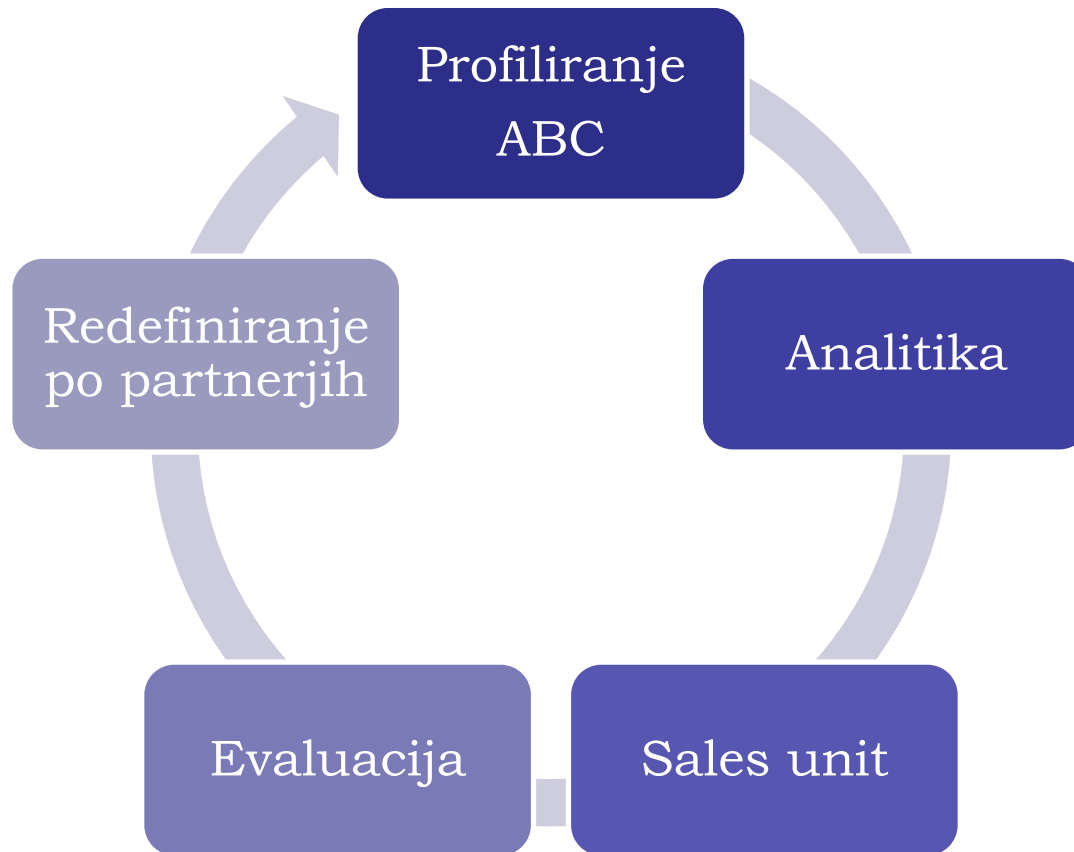 Profiliranje
ABC
Analitika
Sales unit
Evaluacija
Redefiniranje
po partnerjih